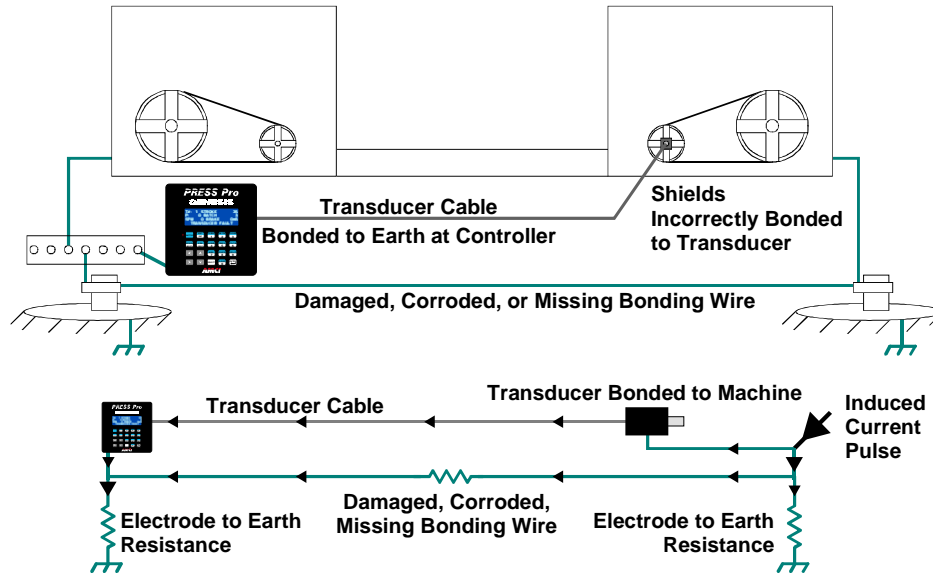 PRESS Pro
Transducer Cable
Bonded to Earth at Controller
Shields
Incorrectly Bonded
to Transducer
AMCI
Damaged, Corroded, or Missing Bonding Wire
Transducer Bonded to Machine
Induced
Current
Pulse
PRESS Pro
Transducer Cable
Damaged, Corroded,
Missing Bonding Wire
Electrode to Earth
Resistance
Electrode to Earth
Resistance